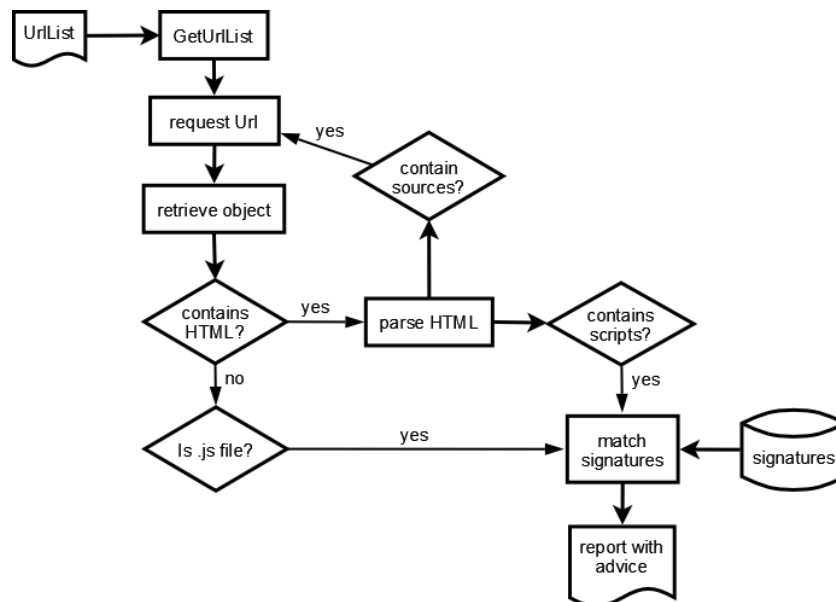 UrlList
GetUrlList
request Url
yes
contain
sources?
retrieve object
contains
HTML?
yes
parse HTML
contains
scripts?
no
yes
Is .js file?
yes
match
signatures
signatures
report with
advice